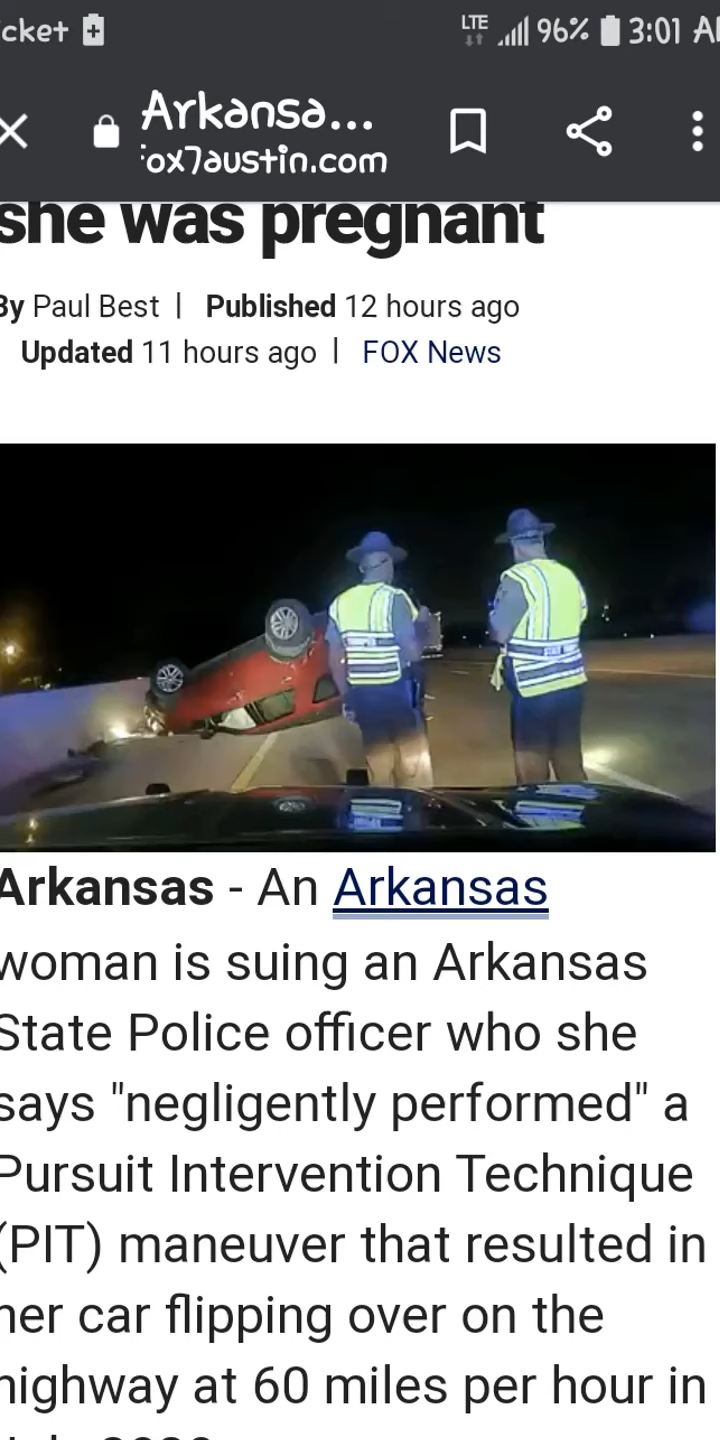 cket 96% 3:01 A
LTE
Arkansa...
ox7austin.com
she was pregnant
By Paul Best | Published 12 hours ago
Updated 11 hours ago | FOX News
Arkansas - An Arkansas
woman is suing an Arkansas
State Police officer who she
says "negligently performed" a
Pursuit Intervention Technique
(PIT) maneuver that resulted in
her car flipping over on the
highway at 60 miles per hour in